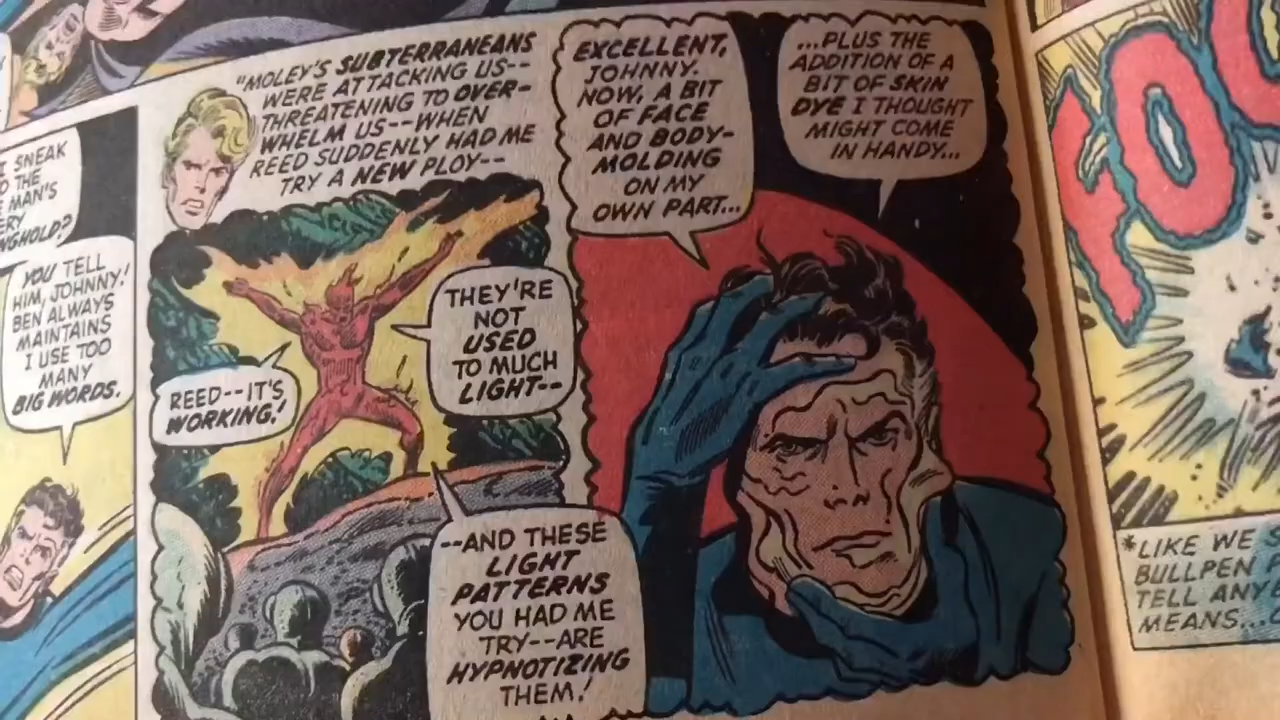 SNEAK
THE
MAN'S
YOU TELL
HIM, JOHNNY!
BEN ALWAYS
MAINTAINS
I USE TOO
MANY
BIG WORDS.
"MOLEY'S SUBTERRANEANS
WERE ATTACKING US--
THREATENING TO OVER-
WHELM US--WHEN
REED SUDDENLY HAD ME
TRY A NEW PLOY--
REED--IT'S
WORKING!
THEY'RE
NOT
USED
TO MUCH
LIGHT--
--AND THESE
LIGHT
PATTERNS
YOU HAD ME
TRY--ARE
HYPNOTIZING
THEM!
EXCELLENT,
JOHNNY.
NOW, A BIT
OF FACE
AND BODY-
MOLDING
ON MY
OWN PART...
...PLUS THE
ADDITION OF A
BIT OF SKIN
DYE I THOUGHT
MIGHT COME
IN HANDY...
*LIKE WE
BULLPEN
TELL
MEANS...